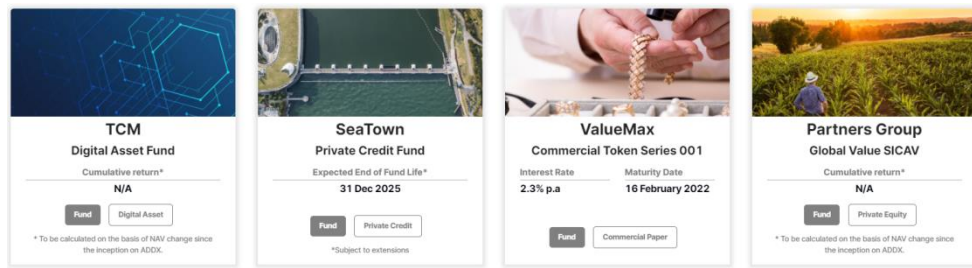 TCM
Digital Asset Fund
Cumulative return*
N/A
Fund Digital Asset
* To be calculated on the basis of NAV change since
the inception on ADDX.
SeaTown
Private Credit Fund
Expected End of Fund Life*
31 Dec 2025
Fund Private Credit
*Subject to extensions
ValueMax
Commercial Token Series 001
Interest Rate Maturity Date
2.3% p.a 16 February 2022
Fund Commercial Paper
Partners Group
Global Value SICAV
Cumulative return*
N/A
Fund Private Equity
* To be calculated on the basis of NAV change since
the inception on ADDX.